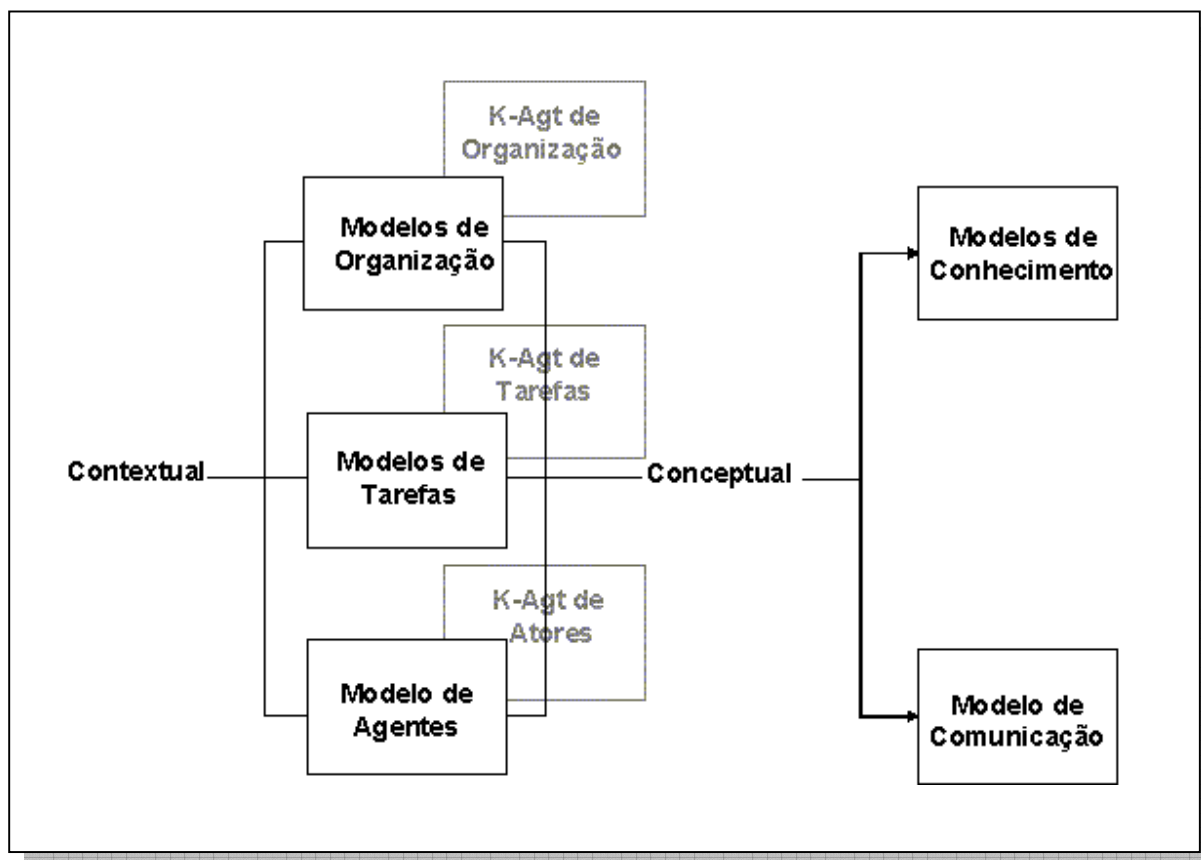 K-Agt de
Organização
Modelos de
Organização
Modelos de
Conhecimento
K-Agt de
Tarefas
Contextual
Modelos de
Tarefas
Conceptual
K-Agt de
Atores
Modelo de
Agentes
Modelo de
Comunicação